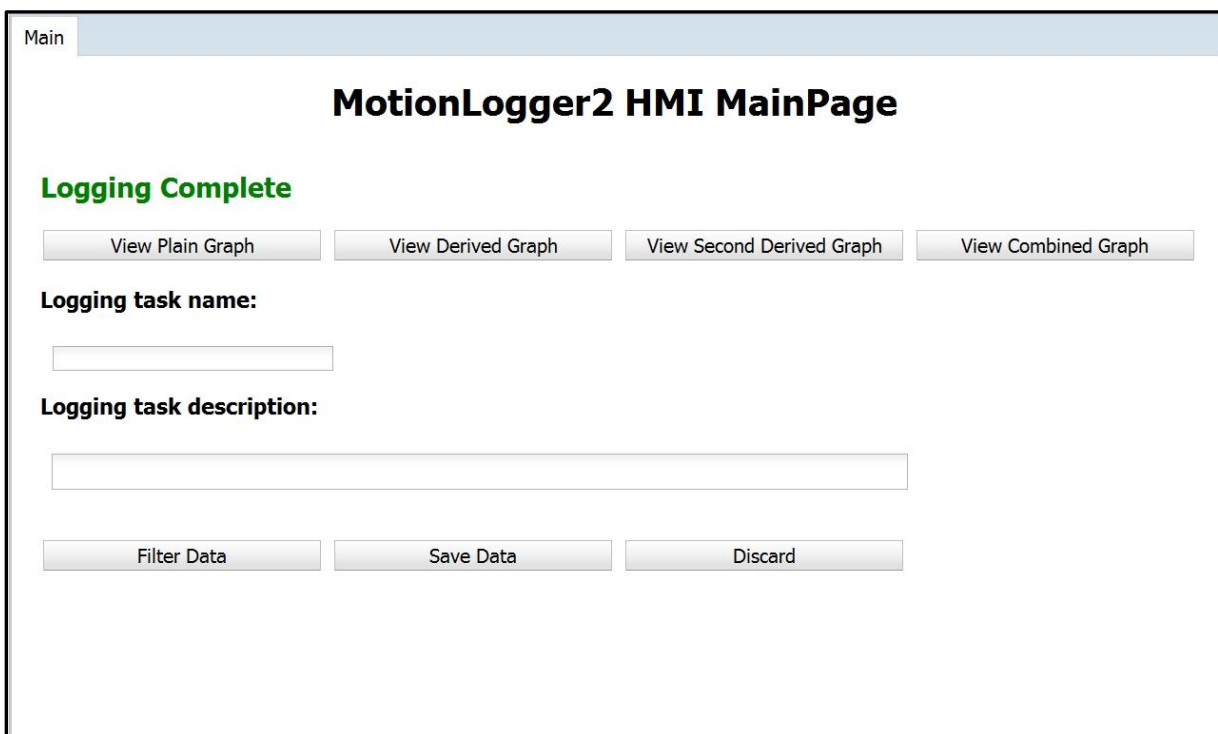 Main
MotionLogger2 HMI MainPage
Logging Complete
View Plain Graph View Derived Graph View Second Derived Graph View Combined Graph
Logging task name:
Logging task description:
Filter Data Save Data Discard